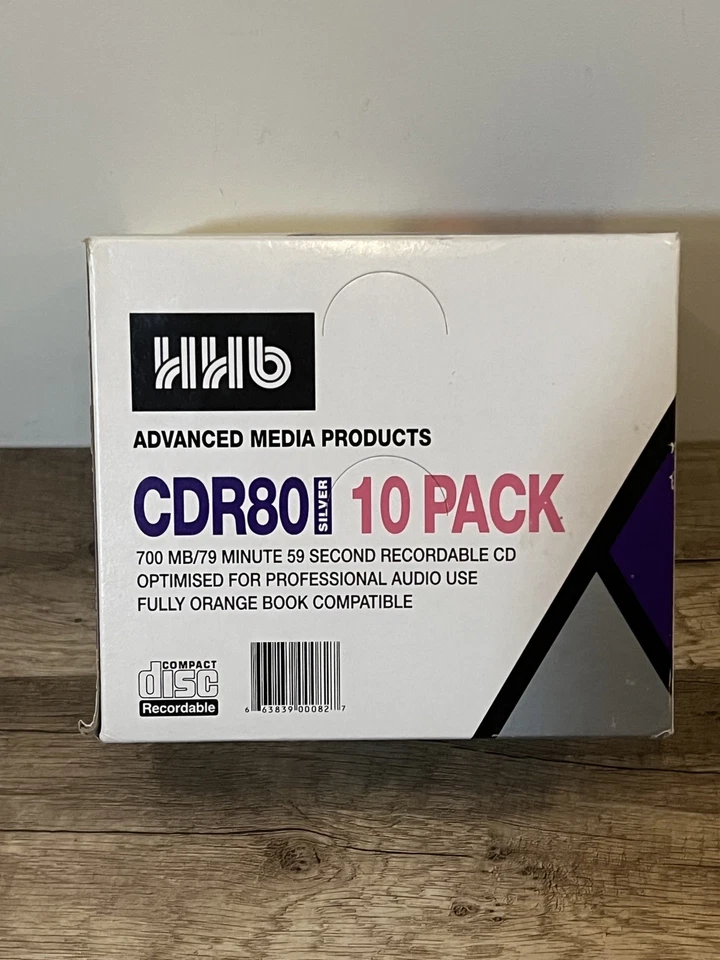 HHb
ADVANCED MEDIA PRODUCTS
CDR80 SILVER 10 PACK
700 MB/79 MINUTE 59 SECOND RECORDABLE CD
OPTIMISED FOR PROFESSIONAL AUDIO USE
FULLY ORANGE BOOK COMPATIBLE
COMPACT
disc
Recordable
6 63839 00082 7